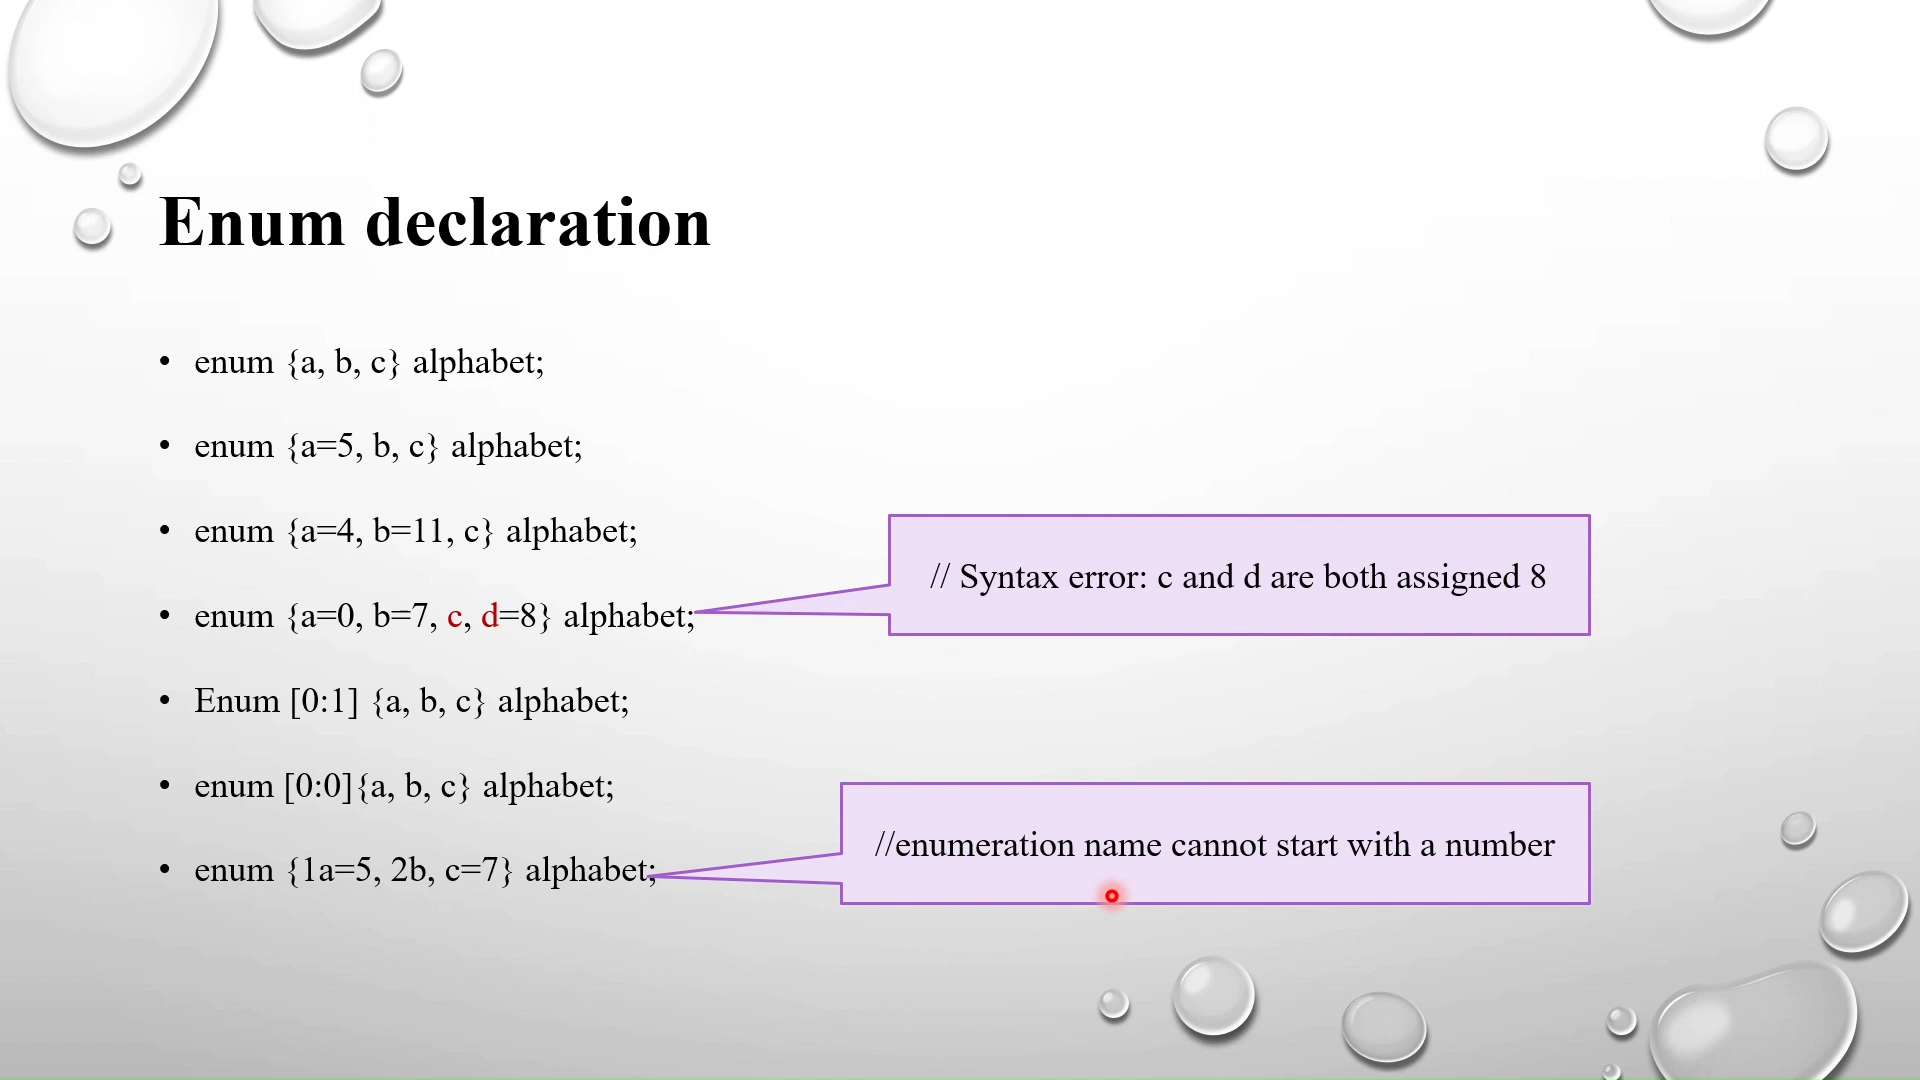 Enum declaration
• enum {a, b, c} alphabet;
• enum {a=5, b, c} alphabet;
• enum {a=4, b=11, c} alphabet;
// Syntax error: c and d are both assigned 8
• enum {a=0, b=7, c, d=8} alphabet;
• Enum [0:1] {a, b, c} alphabet;
• enum [0:0]{a, b, c} alphabet;
//enumeration name cannot start with a number
• enum {1a=5, 2b, c=7} alphabet;